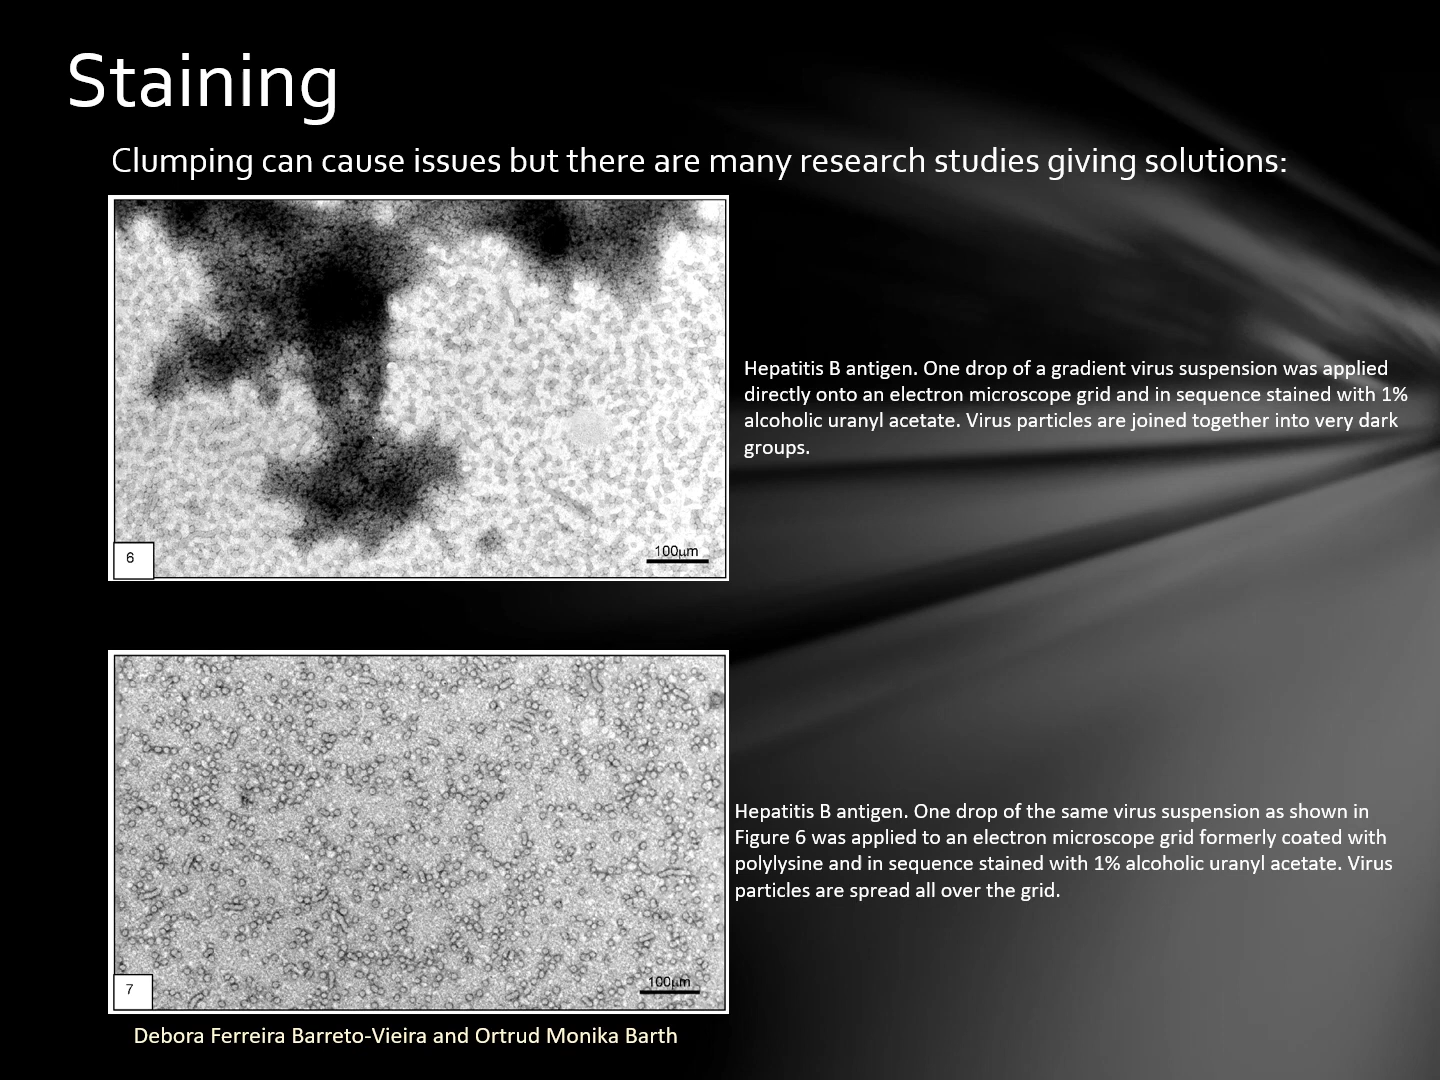 Staining
Clumping can cause issues but there are many research studies giving solutions:
Hepatitis B antigen. One drop of a gradient virus suspension was applied
directly onto an electron microscope grid and in sequence stained with 1%
alcoholic uranyl acetate. Virus particles are joined together into very dark
groups.
6
100μm
Hepatitis B antigen. One drop of the same virus suspension as shown in
Figure 6 was applied to an electron microscope grid formerly coated with
polylysine and in sequence stained with 1% alcoholic uranyl acetate. Virus
particles are spread all over the grid.
7
100μm
Debora Ferreira Barreto-Vieira and Ortrud Monika Barth